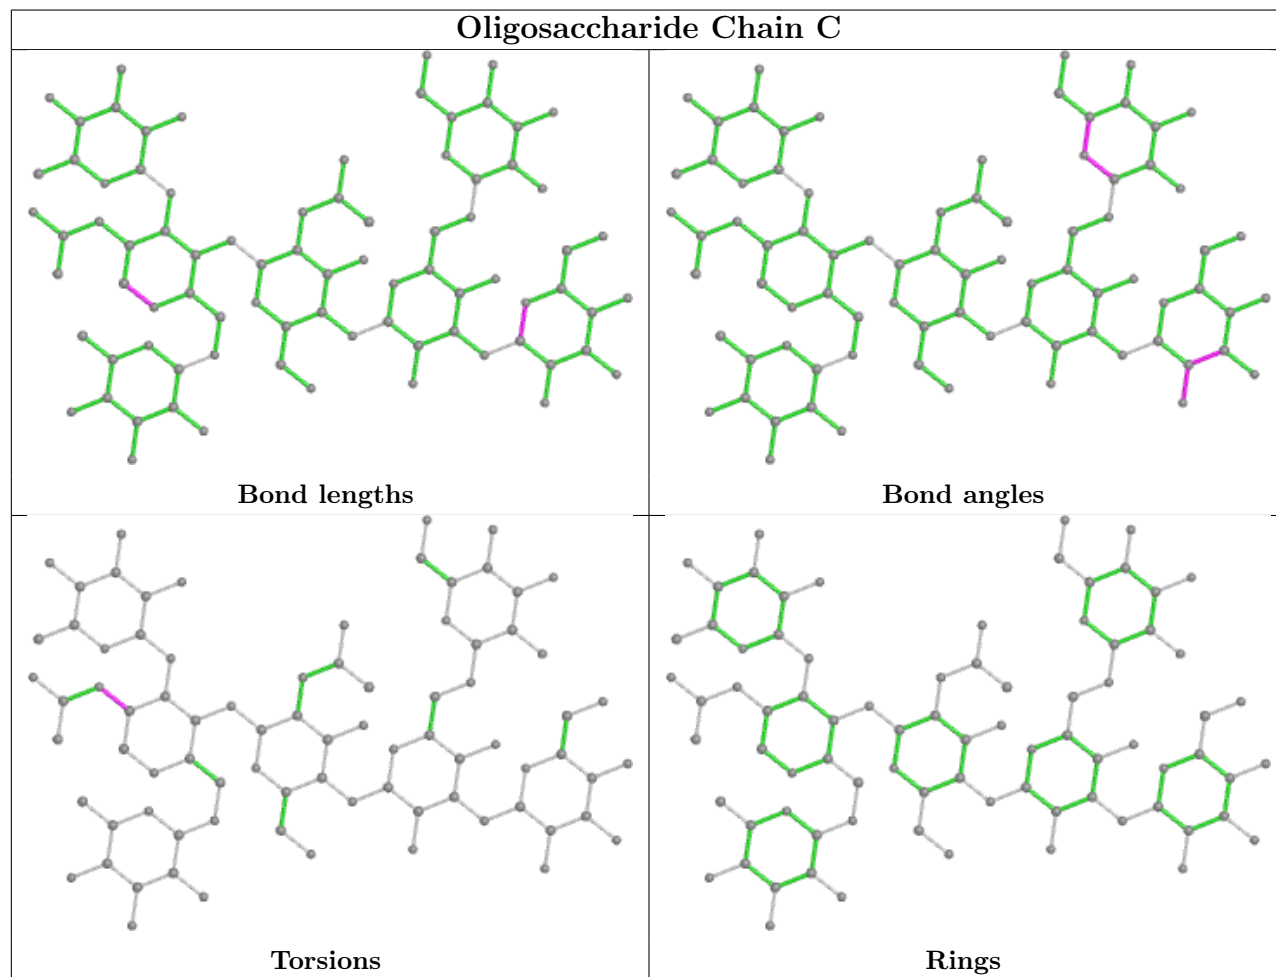 Oligosaccharide Chain C
Bond lengths
Bond angles
Torsions
Rings